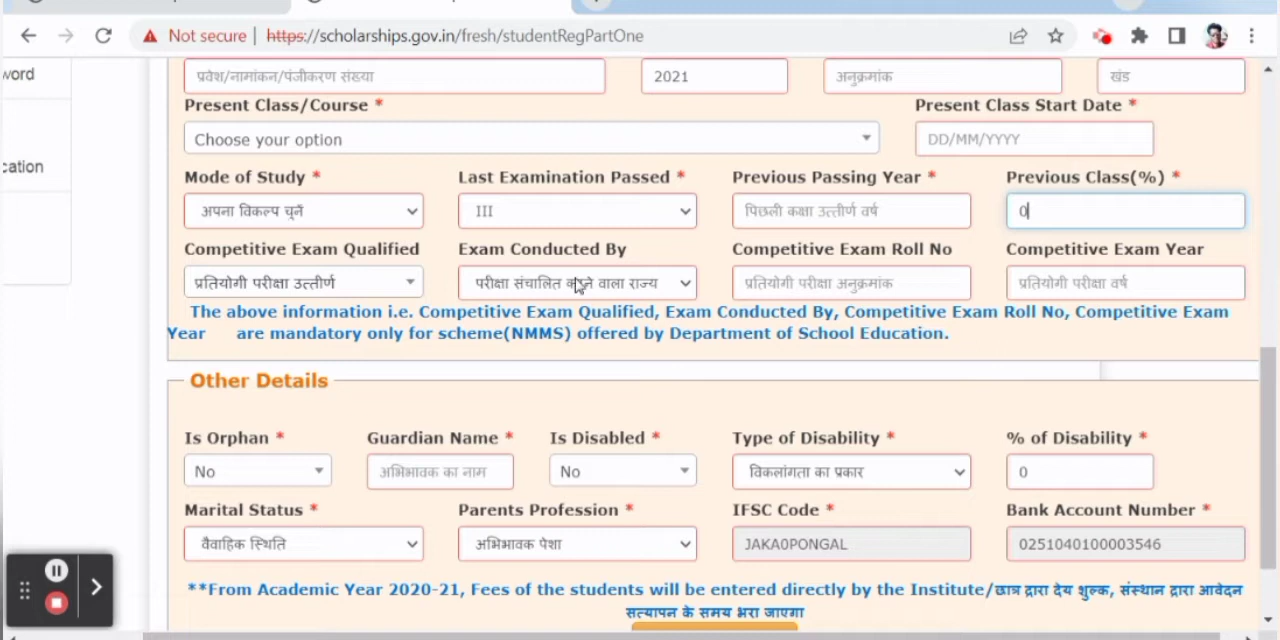 Not secure | https://scholarships.gov.in/fresh/studentRegPartOne
word
प्रवेश/नामांकन/पंजीकरण संख्या 2021 अनुक्रमांक खंड
Present Class/Course * Present Class Start Date *
Choose your option DD/MM/YYYY
cation
Mode of Study * Last Examination Passed * Previous Passing Year * Previous Class(%) *
अपना विकल्प चुनें III पिछली कक्षा उत्तीर्ण वर्ष 0
Competitive Exam Qualified Exam Conducted By Competitive Exam Roll No Competitive Exam Year
प्रतियोगी परीक्षा उत्तीर्ण परीक्षा संचालित करने वाला राज्य प्रतियोगी परीक्षा अनुक्रमांक प्रतियोगी परीक्षा वर्ष
The above information i.e. Competitive Exam Qualified, Exam Conducted By, Competitive Exam Roll No, Competitive Exam
Year are mandatory only for scheme(NMMS) offered by Department of School Education.
Other Details
Is Orphan * Guardian Name * Is Disabled * Type of Disability * % of Disability *
No अभिभावक का नाम No विकलांगता का प्रकार 0
Marital Status * Parents Profession * IFSC Code * Bank Account Number *
वैवाहिक स्थिति अभिभावक पेशा JAKA0PONGAL 0251040100003546
**From Academic Year 2020-21, Fees of the students will be entered directly by the Institute/छात्र द्वारा देय शुल्क, संस्थान द्वारा आवेदन
सत्यापन के समय भरा जाएगा